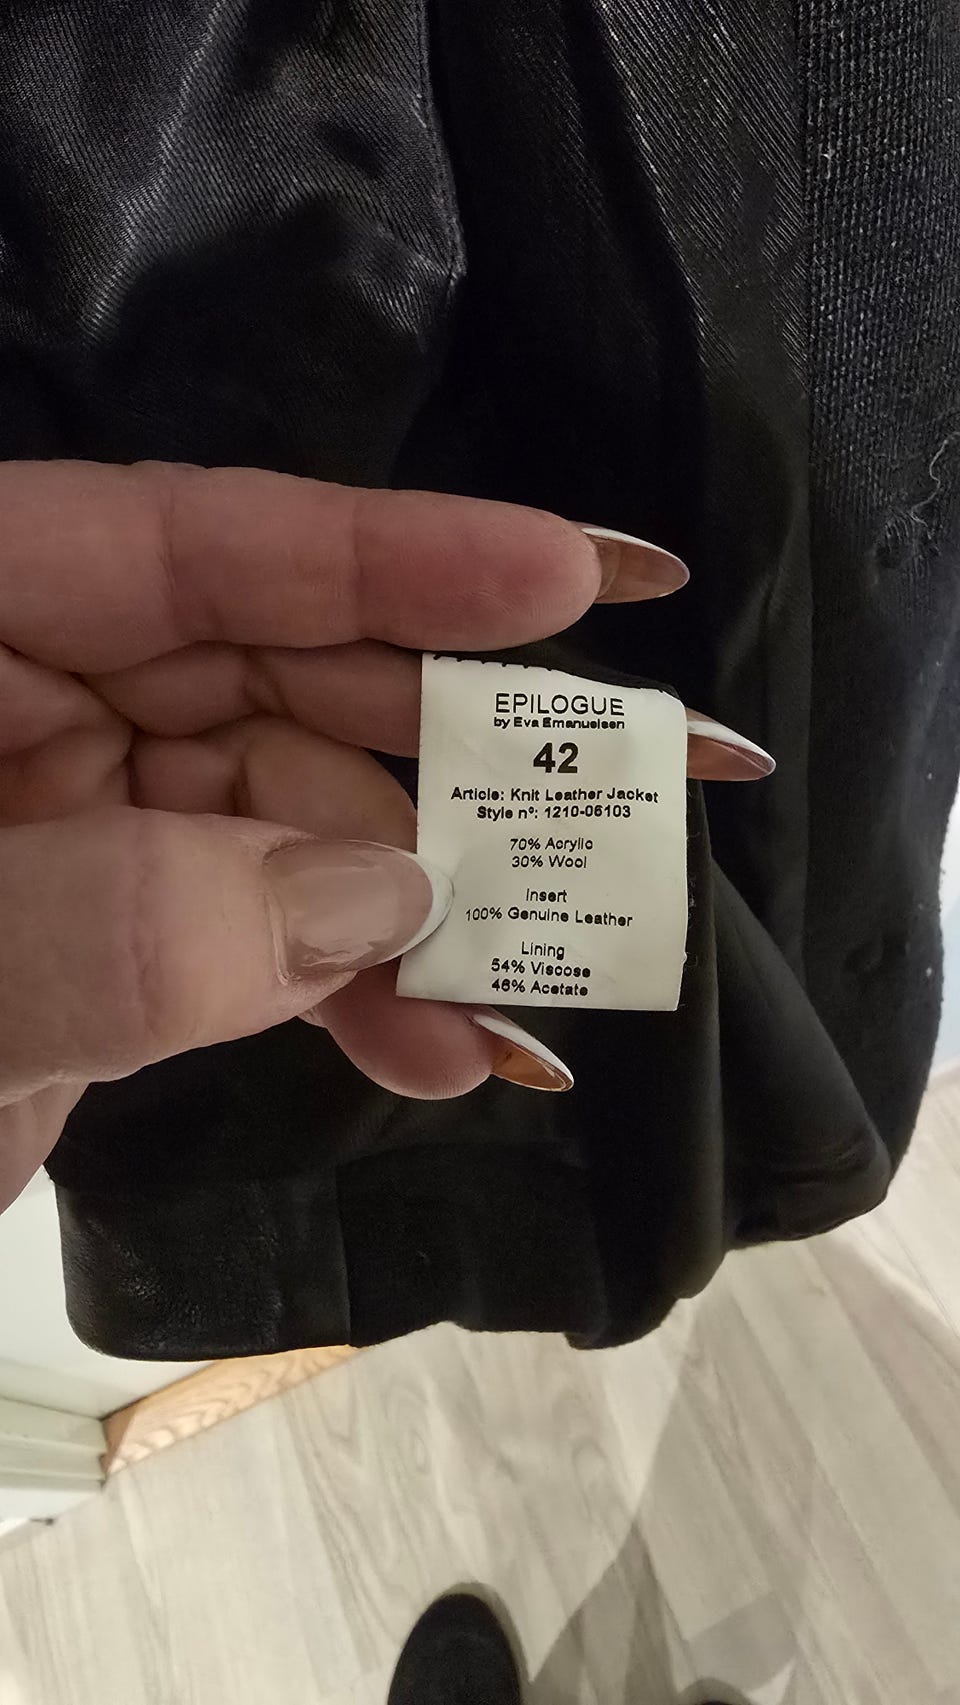 EPILOGUE
by Eva Emanuelsen
42
Article: Knit Leather Jacket
Style nº: 1210-06103
70% Acrylic
30% Wool
Insert
100% Genuine Leather
Lining
54% Viscose
46% Acetate